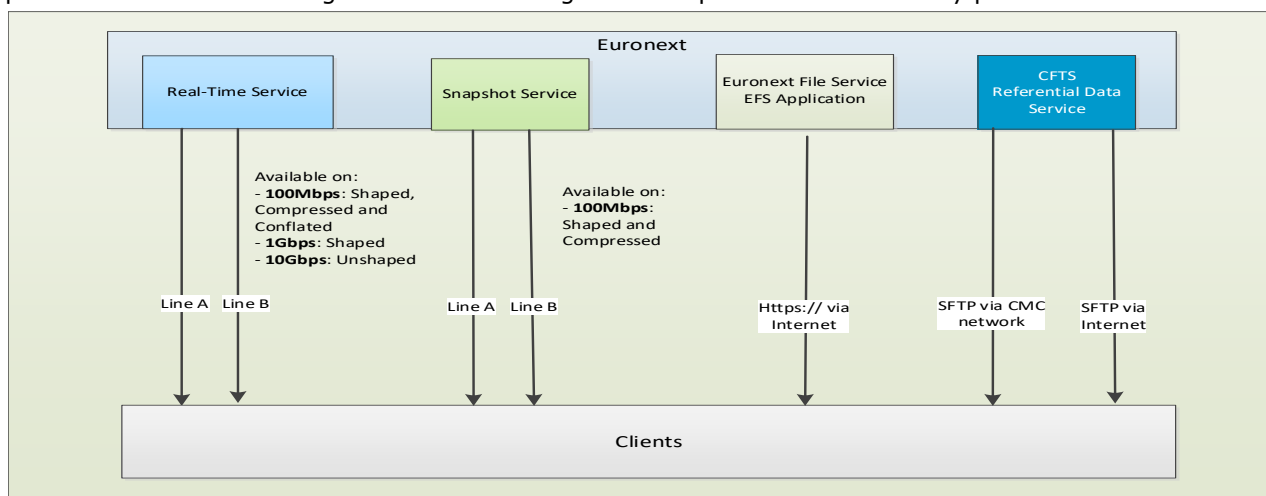 Euronext
Real-Time Service
Snapshot Service
Euronext File Service
EFS Application
CFTS
Referential Data
Service
Available on:
- 100Mbps: Shaped,
Compressed and
Conflated
- 1Gbps: Shaped
- 10Gbps: Unshaped
Available on:
- 100Mbps:
Shaped and
Compressed
Line A
Line B
Line A
Line B
Https:// via
Internet
SFTP via CMC
network
SFTP via
Internet
Clients